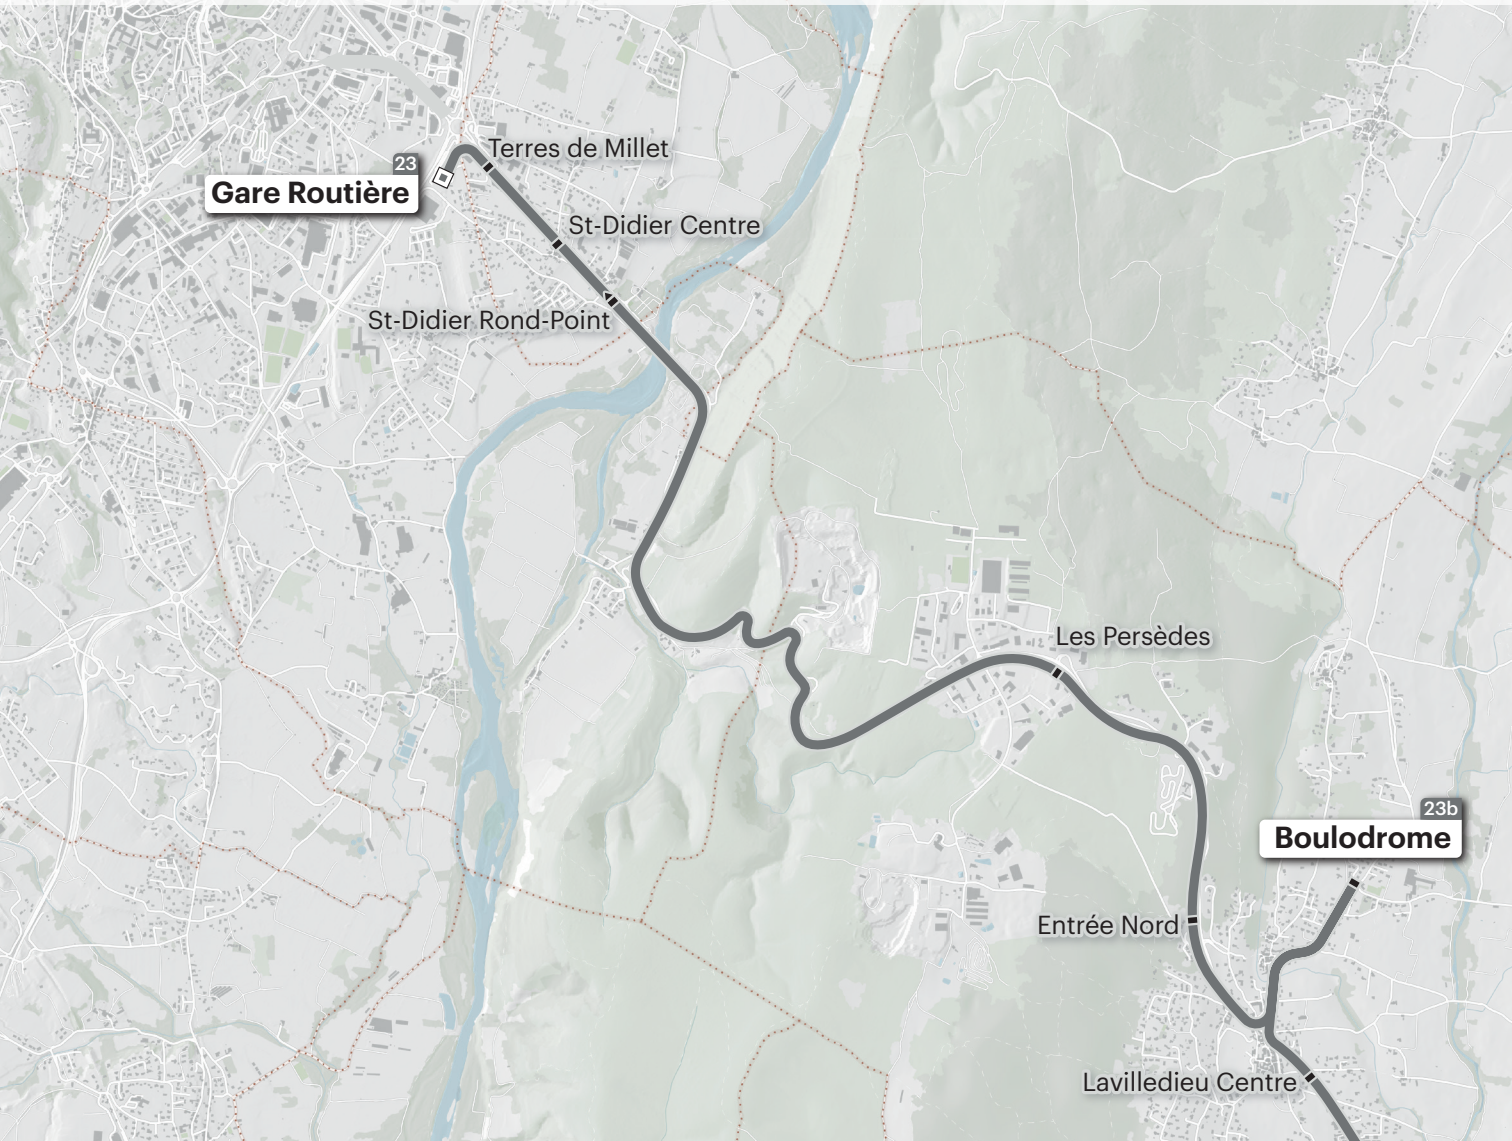 Terres de Millet
23
Gare Routière
St-Didier Centre
St-Didier Rond-Point
Les Persèdes
23b
Boulodrome
Entrée Nord
Lavilledieu Centre